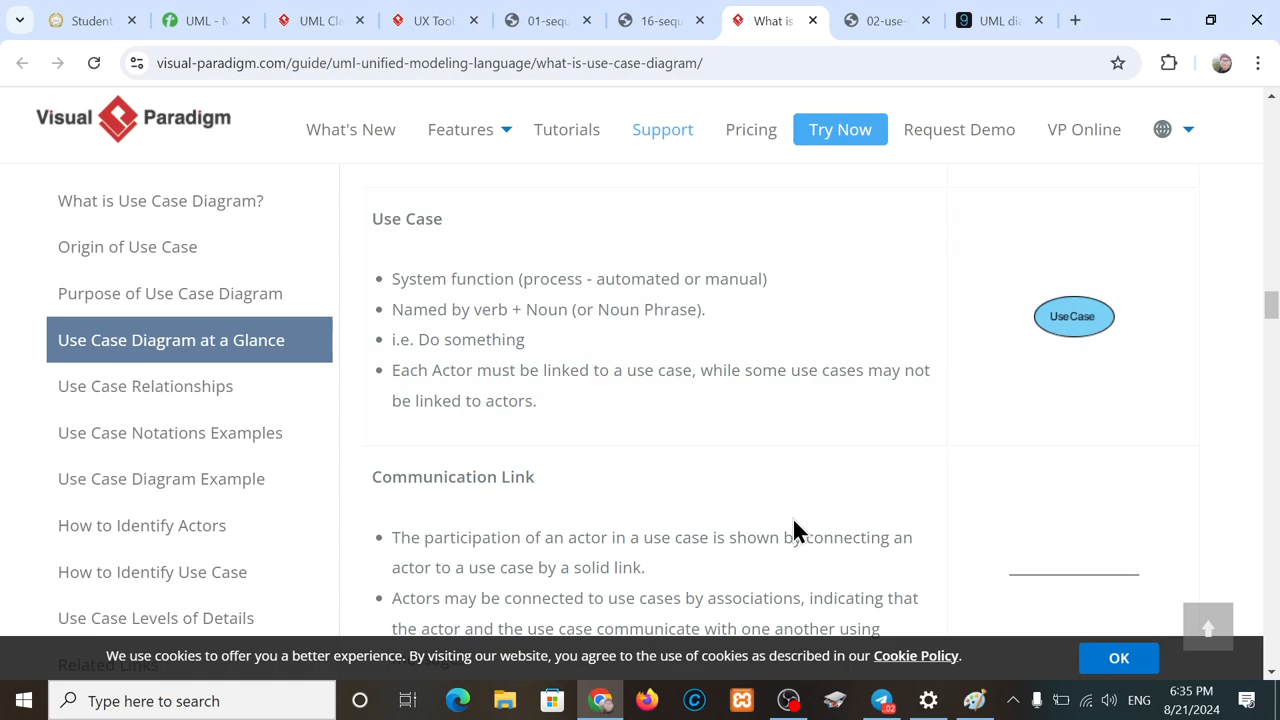 Student
UML - M
UML Cla
UX Tool
01-sequ
16-sequ
What is
02-use-
UML die
visual-paradigm.com/guide/uml-unified-modeling-language/what-is-use-case-diagram/
Visual Paradigm
What's New
Features
Tutorials
Support
Pricing
Try Now
Request Demo
VP Online
What is Use Case Diagram?
Origin of Use Case
Purpose of Use Case Diagram
Use Case Diagram at a Glance
Use Case Relationships
Use Case Notations Examples
Use Case Diagram Example
How to Identify Actors
How to Identify Use Case
Use Case Levels of Details
Related Links
Use Case
• System function (process - automated or manual)
• Named by verb + Noun (or Noun Phrase).
• i.e. Do something
• Each Actor must be linked to a use case, while some use cases may not
be linked to actors.
Use Case
Communication Link
• The participation of an actor in a use case is shown by connecting an
actor to a use case by a solid link.
• Actors may be connected to use cases by associations, indicating that
the actor and the use case communicate with one another using
We use cookies to offer you a better experience. By visiting our website, you agree to the use of cookies as described in our Cookie Policy.
OK
Type here to search
02
ENG
6:35 PM
8/21/2024